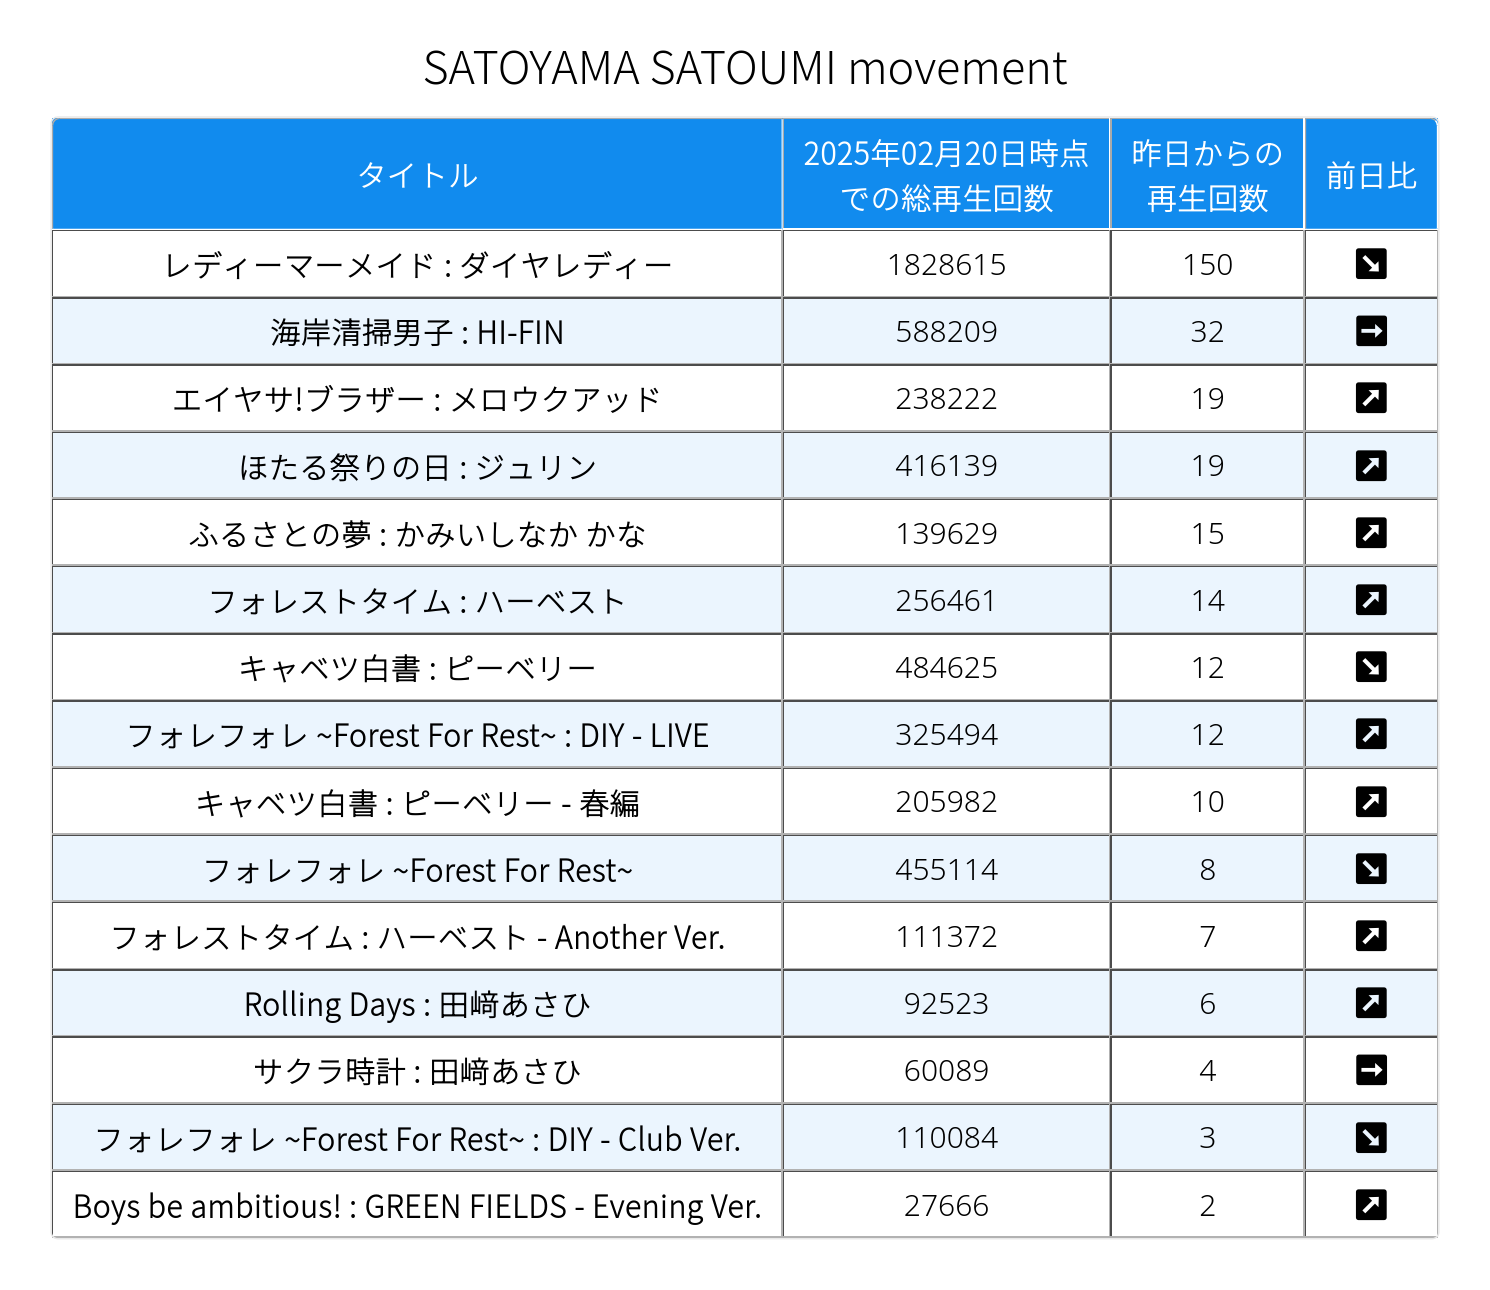 SATOYAMA SATOUMI movement
タイトル 2025年02月20日時点での総再生回数 昨日からの再生回数 前日比
レディーマーメイド : ダイヤレディー 1828615 150 ↘
海岸清掃男子 : HI-FIN 588209 32 →
エイヤサ!ブラザー : メロウクアッド 238222 19 ↗
ほたる祭りの日 : ジュリン 416139 19 ↗
ふるさとの夢 : かみいしなか かな 139629 15 ↗
フォレストタイム : ハーベスト 256461 14 ↗
キャベツ白書 : ピーベリー 484625 12 ↘
フォレフォレ ~Forest For Rest~ : DIY - LIVE 325494 12 ↗
キャベツ白書 : ピーベリー - 春編 205982 10 ↗
フォレフォレ ~Forest For Rest~ 455114 8 ↘
フォレストタイム : ハーベスト - Another Ver. 111372 7 ↗
Rolling Days : 田﨑あさひ 92523 6 ↗
サクラ時計 : 田﨑あさひ 60089 4 →
フォレフォレ ~Forest For Rest~ : DIY - Club Ver. 110084 3 ↘
Boys be ambitious! : GREEN FIELDS - Evening Ver. 27666 2 ↗